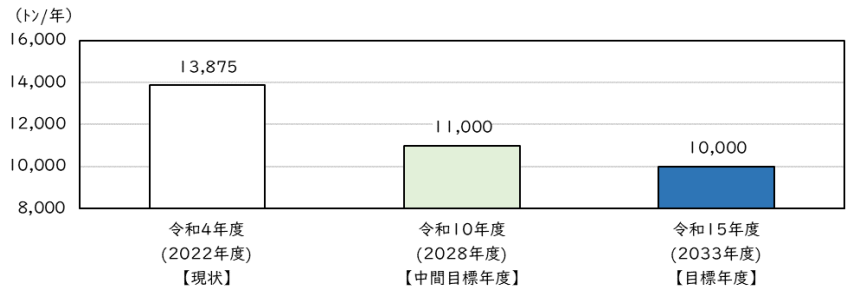 （ﾄﾝ/年）
16,000
14,000
12,000
10,000
8,000
13,875
11,000
10,000
令和4年度
(2022年度)
【現状】
令和10年度
(2028年度)
【中間目標年度】
令和15年度
(2033年度)
【目標年度】